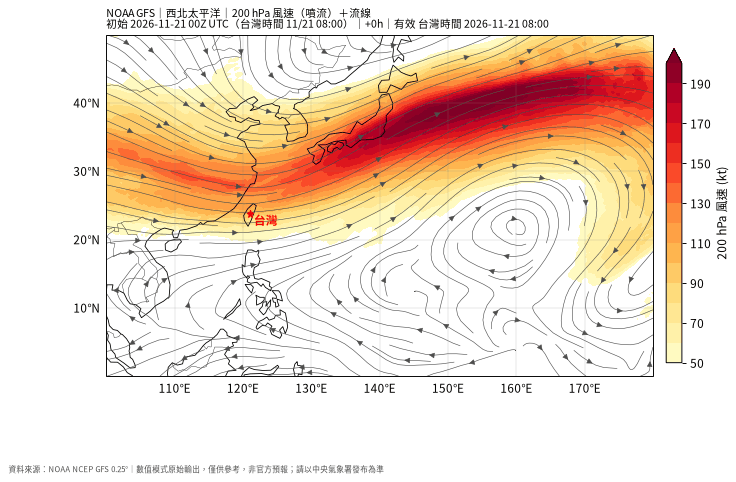 NOAA GFS｜西北太平洋｜200 hPa 風速（噴流）＋流線
初始 2026-11-21 00Z UTC（台灣時間 11/21 08:00）｜+0h｜有效 台灣時間 2026-11-21 08:00
40°N
30°N
20°N
10°N
台灣
110°E 120°E 130°E 140°E 150°E 160°E 170°E
190
170
150
130
110
90
70
50
200 hPa 風速 (kt)
資料來源：NOAA NCEP GFS 0.25°｜數值模式原始輸出，僅供參考，非官方預報；請以中央氣象署發布為準